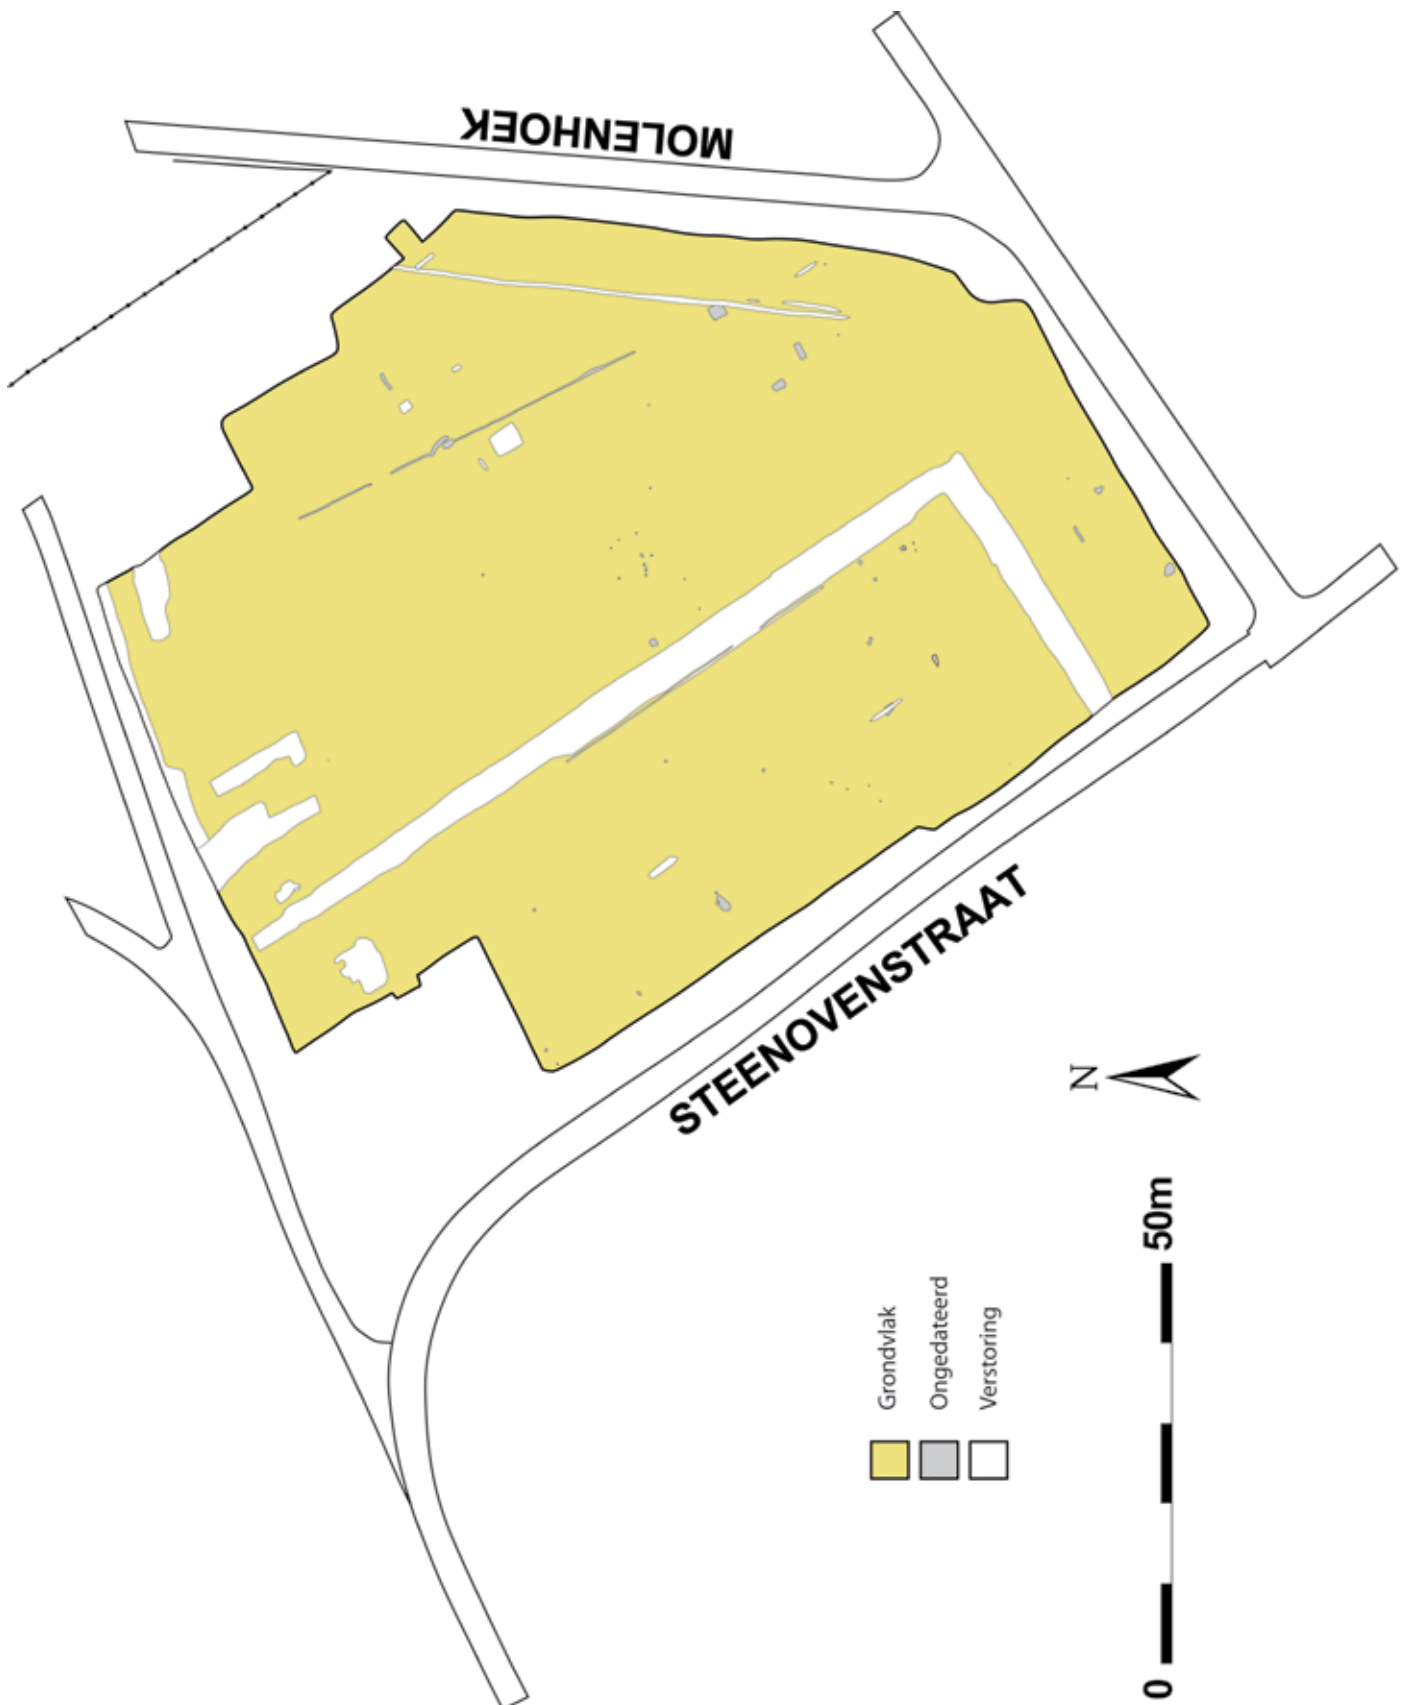 MOLENHOEK
STEENOVENSTRAAT
N
0 50m
Grondvlak
Ongedateerd
Verstoring